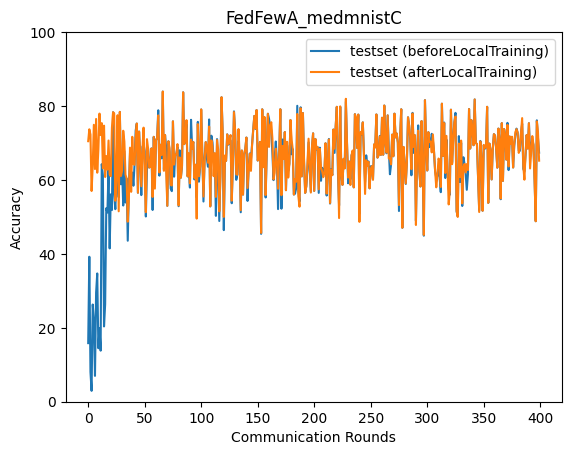 FedFewA_medmnistC
testset (beforeLocalTraining)
testset (afterLocalTraining)
Accuracy
100
80
60
40
20
0
0 50 100 150 200 250 300 350 400
Communication Rounds